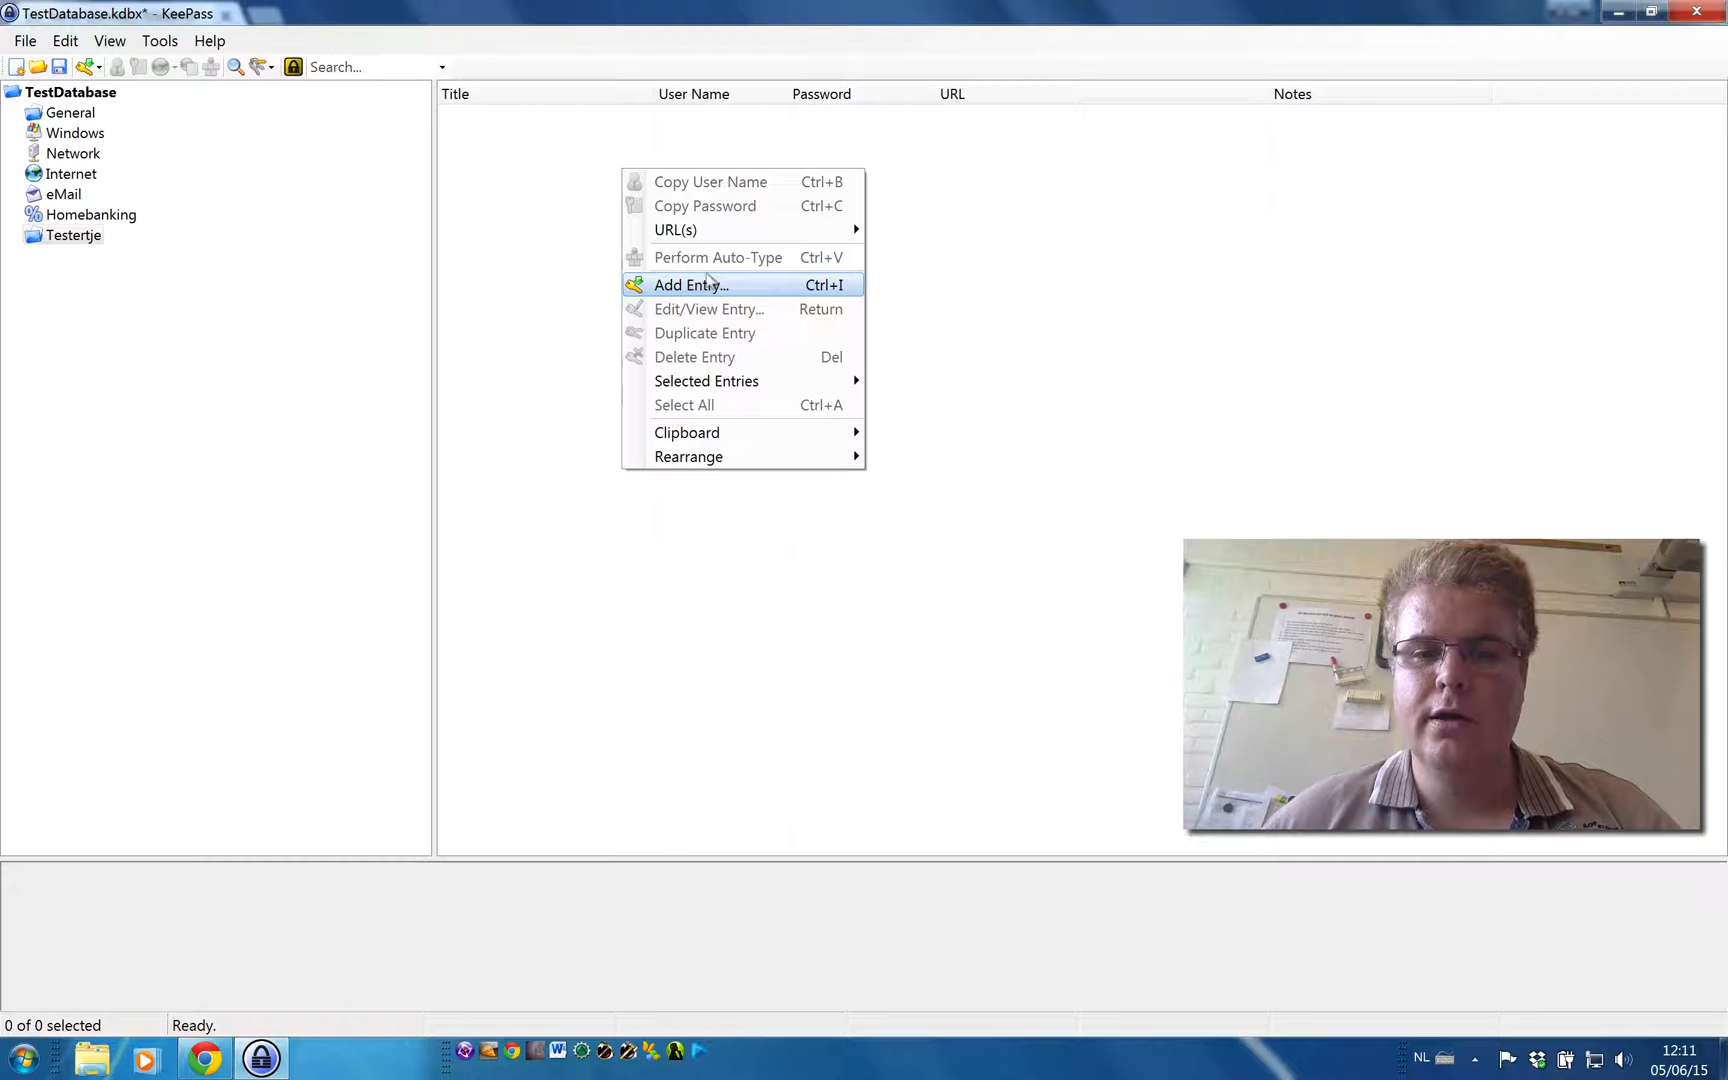 TestDatabase.kdbx* - KeePass
File Edit View Tools Help
Search...
TestDatabase
General
Windows
Network
Internet
eMail
Homebanking
Testertje
Title User Name Password URL Notes
Copy User Name Ctrl+B
Copy Password Ctrl+C
URL(s)
Perform Auto-Type Ctrl+V
Add Entry... Ctrl+I
Edit/View Entry... Return
Duplicate Entry
Delete Entry Del
Selected Entries
Select All Ctrl+A
Clipboard
Rearrange
0 of 0 selected Ready.
NL
12:11
05/06/15